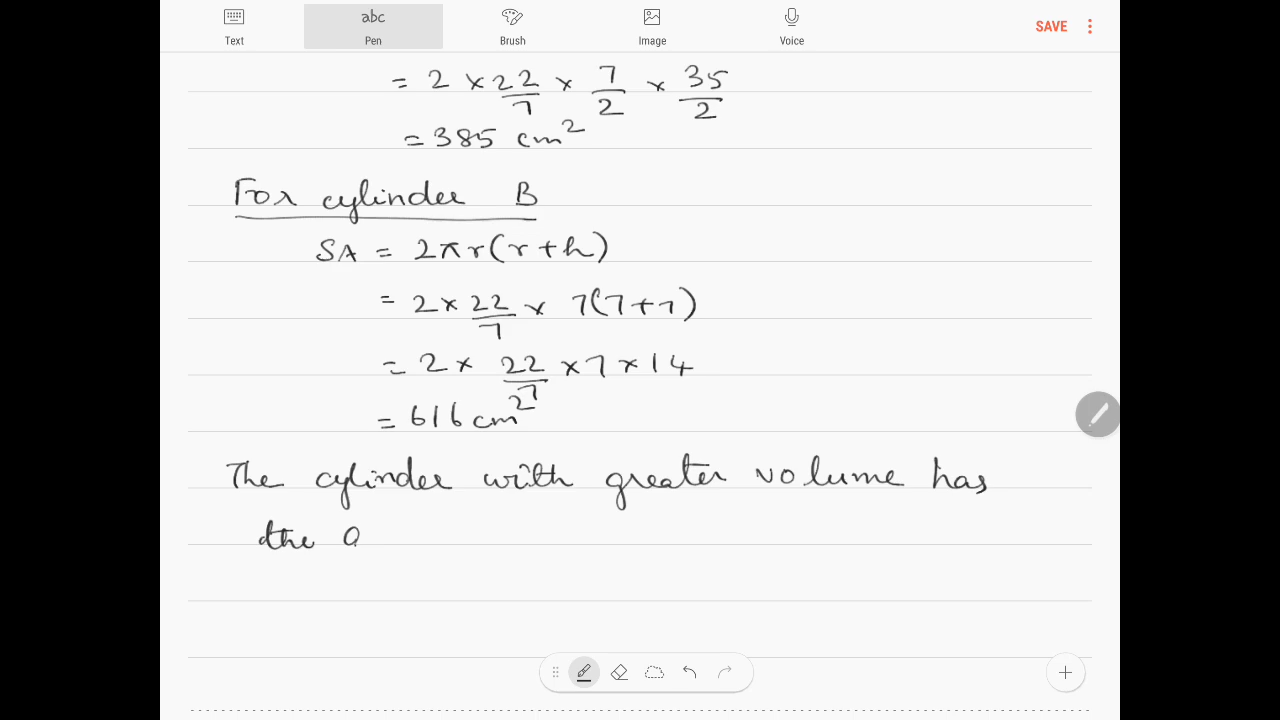 Text Pen Brush Image Voice SAVE
abc
= 2 × 22/7 × 7/2 × 35/2
= 385 cm²
For cylinder B
SA = 2πr(r+h)
= 2 × 22/7 × 7(7+7)
= 2 × 22/7 × 7 × 14
= 616 cm²
The cylinder with greater volume has
the